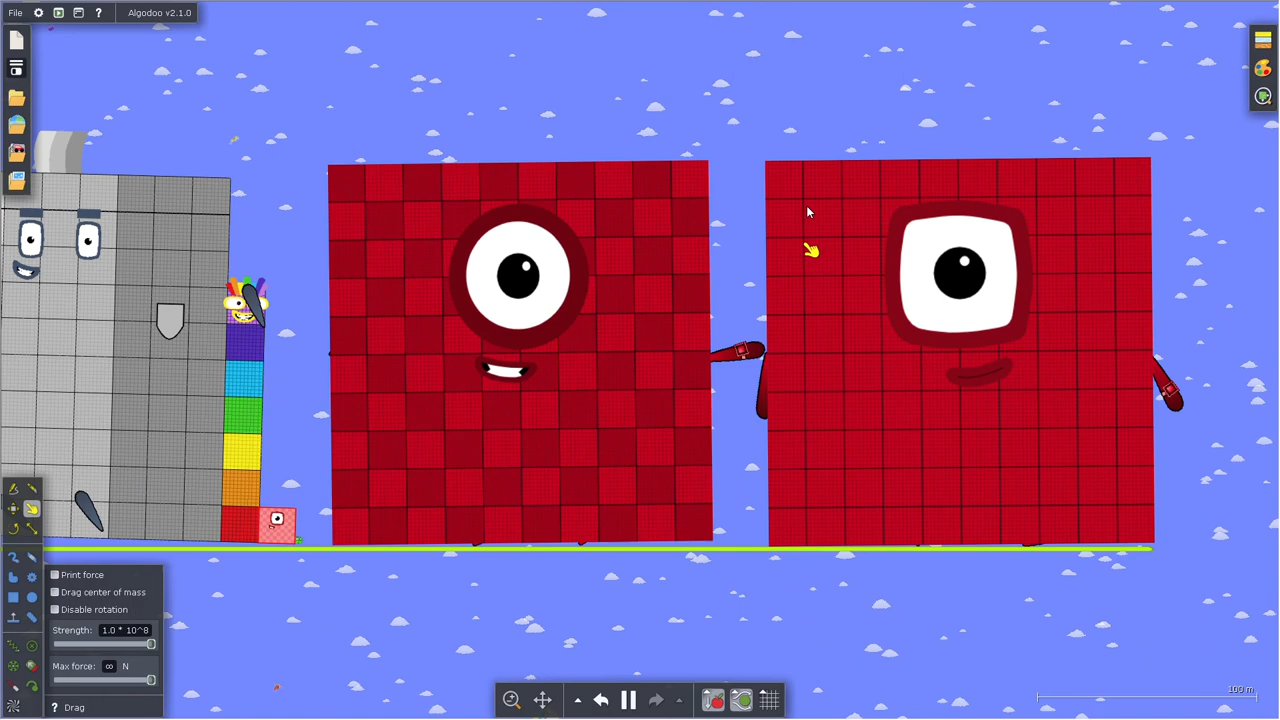 File ? Algodoo v2.1.0
Print force
Drag center of mass
Disable rotation
Strength: 1.0 * 10^8
Max force: ∞ N
? Drag
100 m